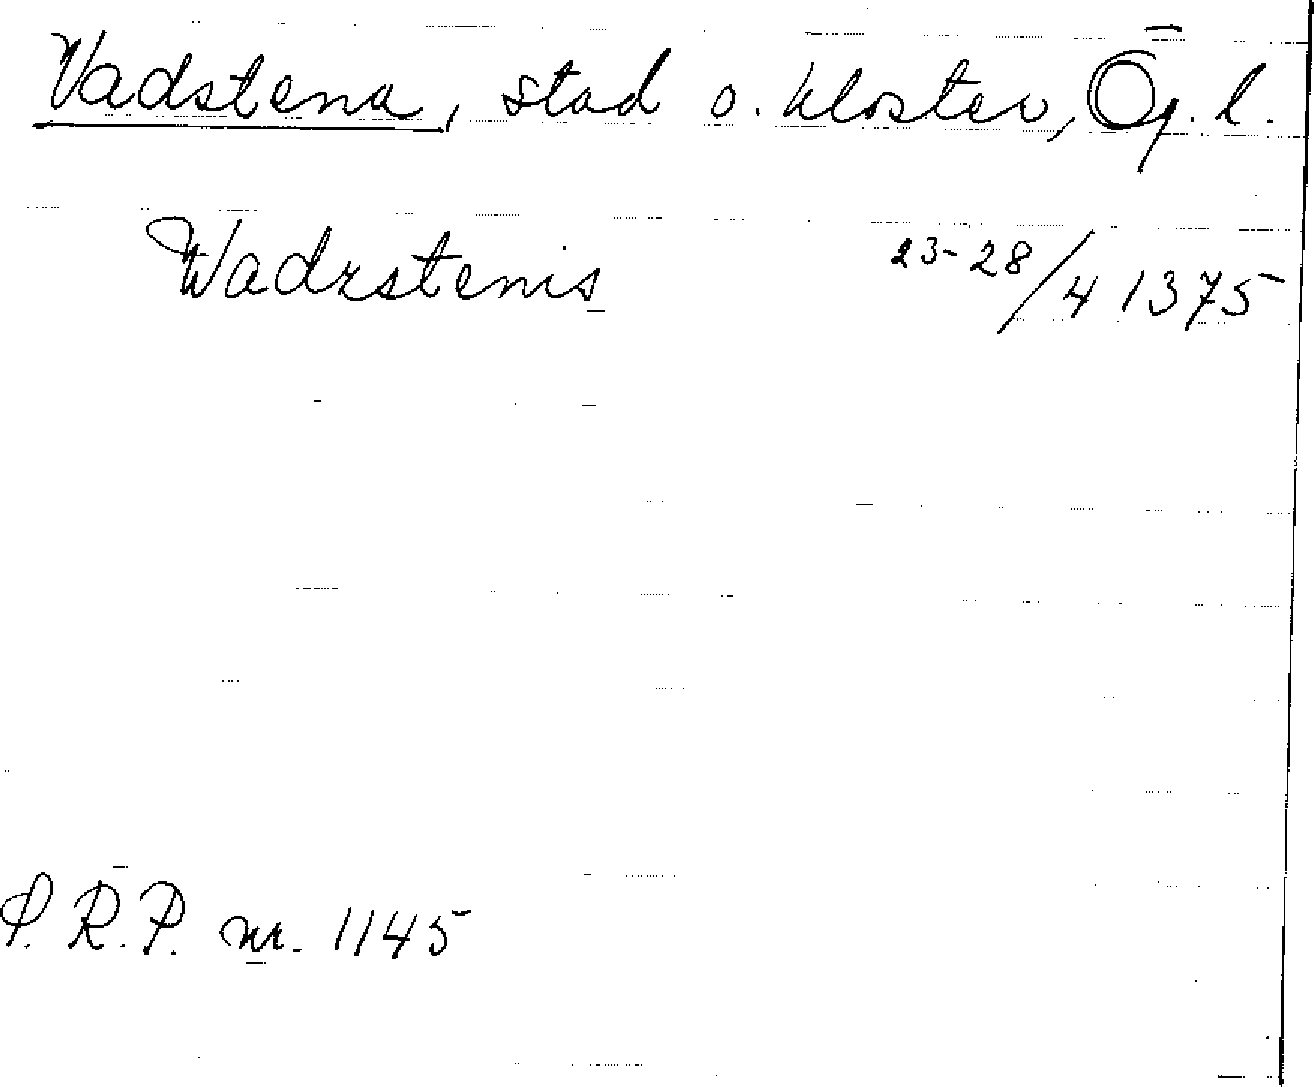 Vadstena, stad o. kloster, Ög. l.
Wadzstenis 23-28/4 1375
P. R. P. nr. 1145